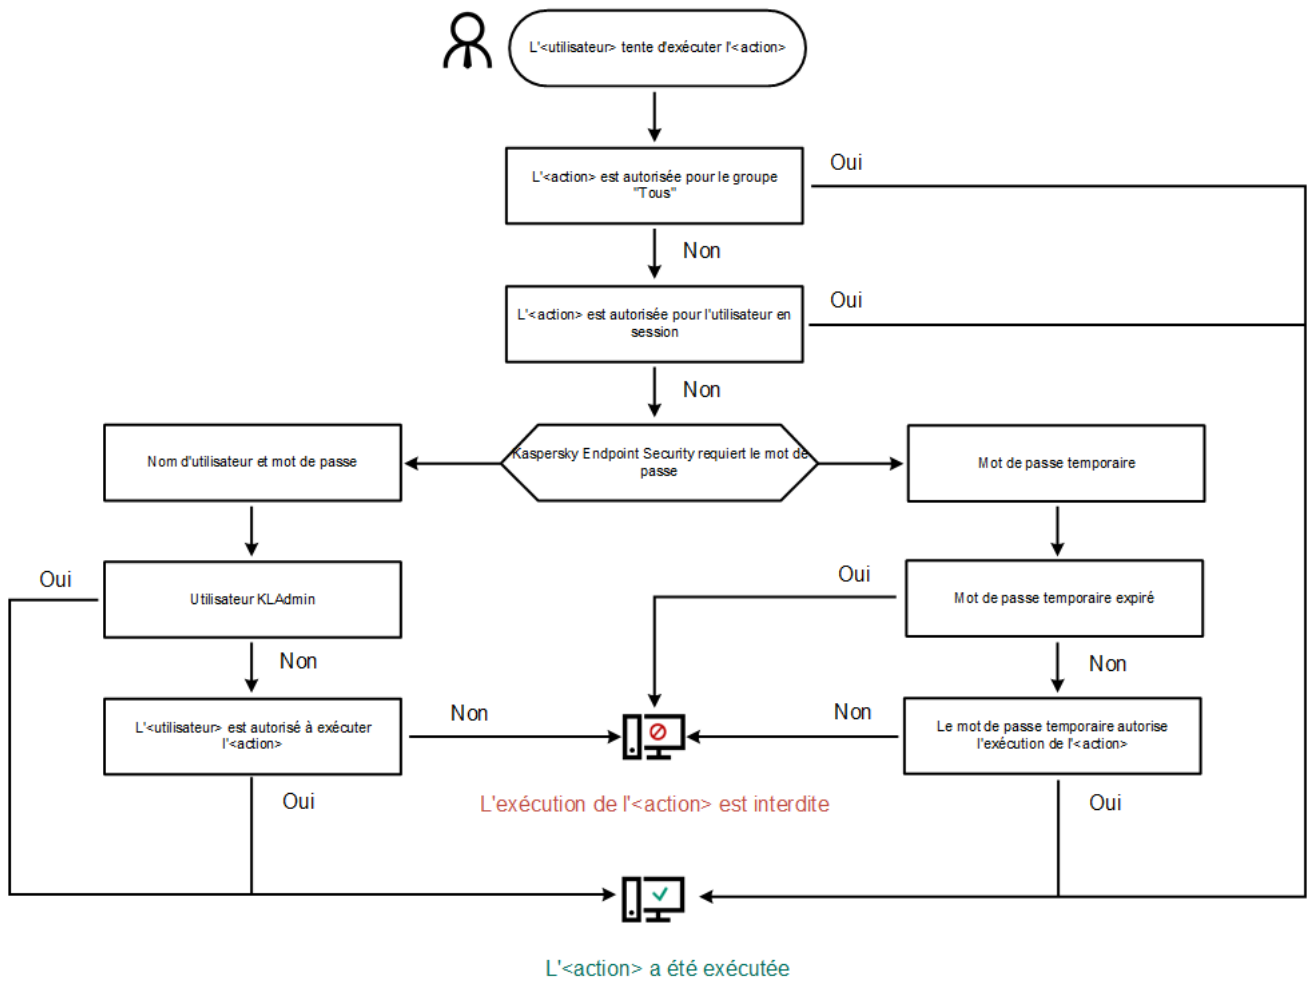 L'<utilisateur> tente d'exécuter l'<action>
L'<action> est autorisée pour le groupe
"Tous"
Oui
Non
L'<action> est autorisée pour l'utilisateur en
session
Oui
Non
Kaspersky Endpoint Security requiert le mot de
passe
Nom d'utilisateur et mot de passe
Mot de passe temporaire
Oui
Utilisateur KLAdmin
Non
Oui
Mot de passe temporaire expiré
Non
L'<utilisateur> est autorisé à exécuter
l'<action>
Non
Oui
Non
Le mot de passe temporaire autorise
l'exécution de l'<action>
Oui
L'exécution de l'<action> est interdite
L'<action> a été exécutée